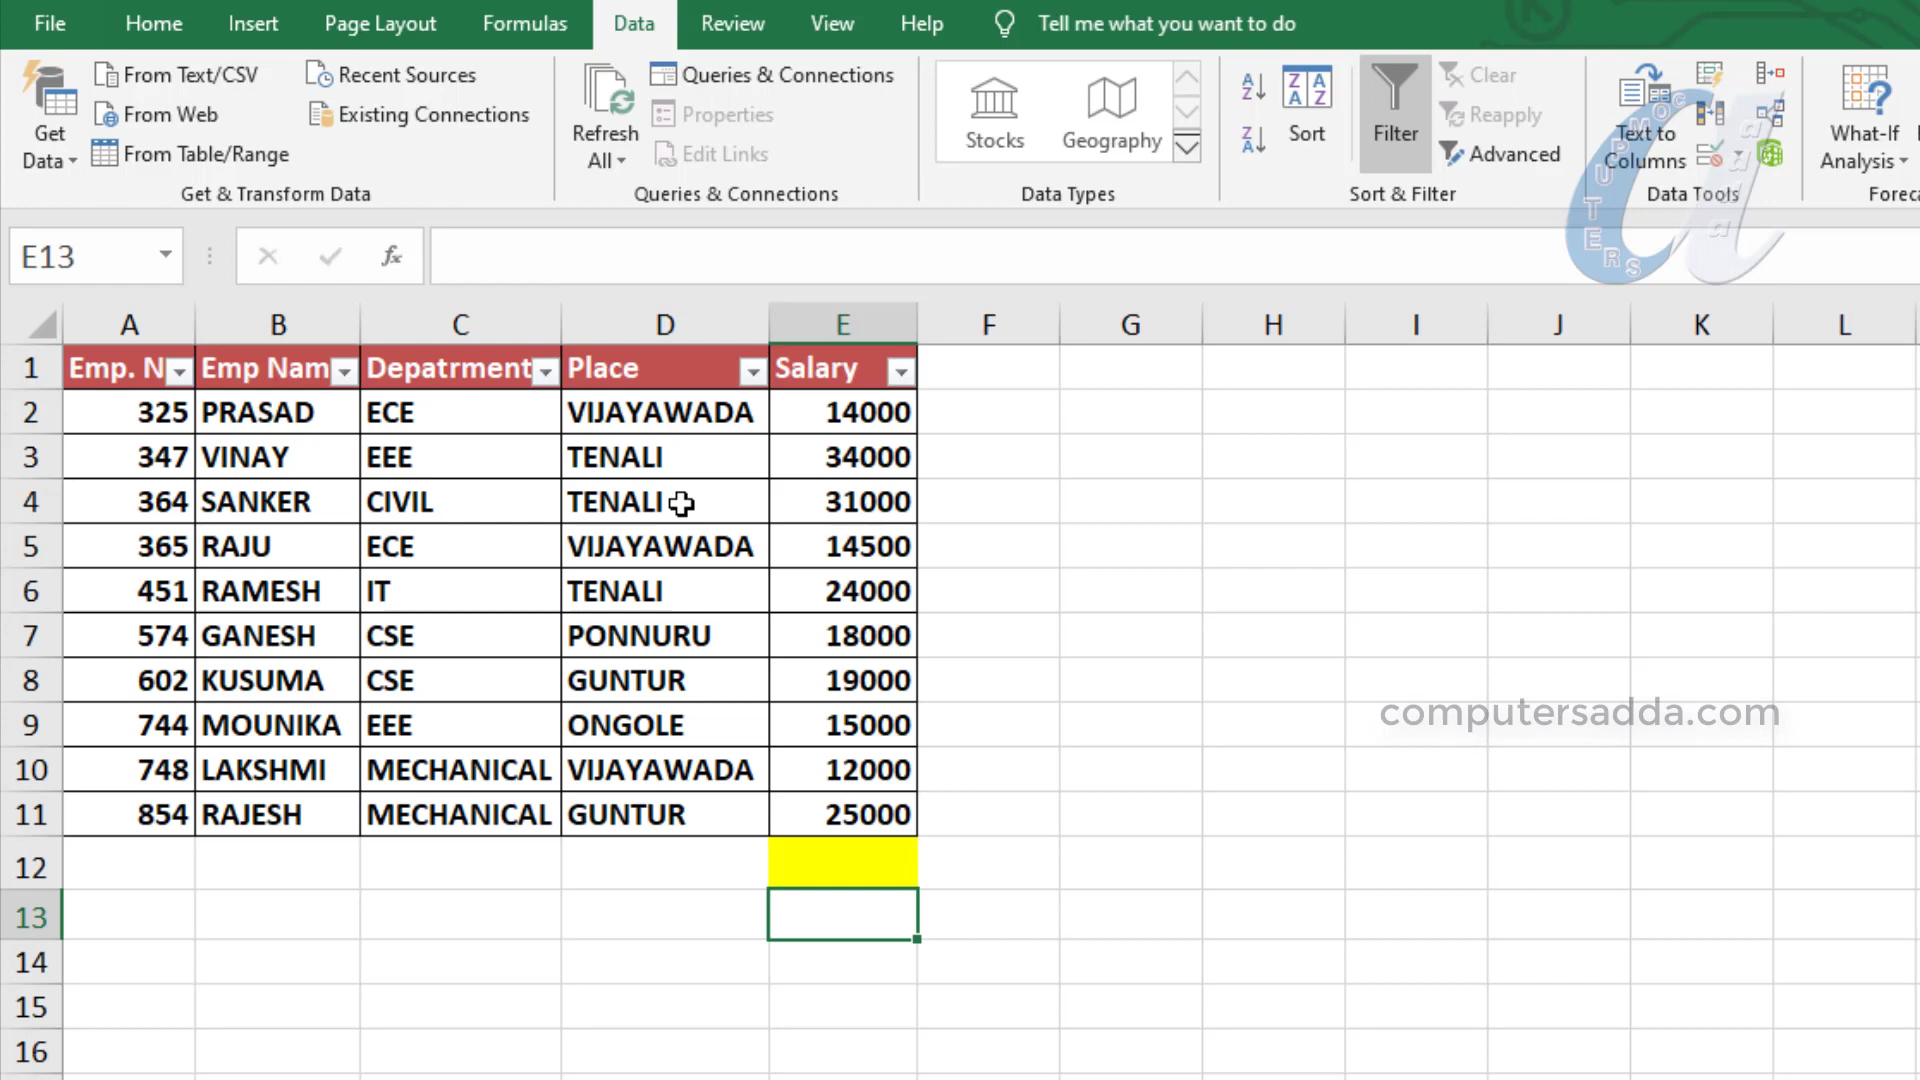 File Home Insert Page Layout Formulas Data Review View Help Tell me what you want to do
Get Data
From Text/CSV
From Web
From Table/Range
Recent Sources
Existing Connections
Get & Transform Data
Refresh All
Queries & Connections
Properties
Edit Links
Queries & Connections
Stocks
Geography
Data Types
Sort
Filter
Clear
Reapply
Advanced
Sort & Filter
Text to Columns
Data Tools
What-If Analysis
E13 fx
A B C D E F G H I J K L
1 Emp. N Emp Nam Depatrment Place Salary
2 325 PRASAD ECE VIJAYAWADA 14000
3 347 VINAY EEE TENALI 34000
4 364 SANKER CIVIL TENALI 31000
5 365 RAJU ECE VIJAYAWADA 14500
6 451 RAMESH IT TENALI 24000
7 574 GANESH CSE PONNURU 18000
8 602 KUSUMA CSE GUNTUR 19000
9 744 MOUNIKA EEE ONGOLE 15000
10 748 LAKSHMI MECHANICAL VIJAYAWADA 12000
11 854 RAJESH MECHANICAL GUNTUR 25000
12
13
14
15
16
computersadda.com